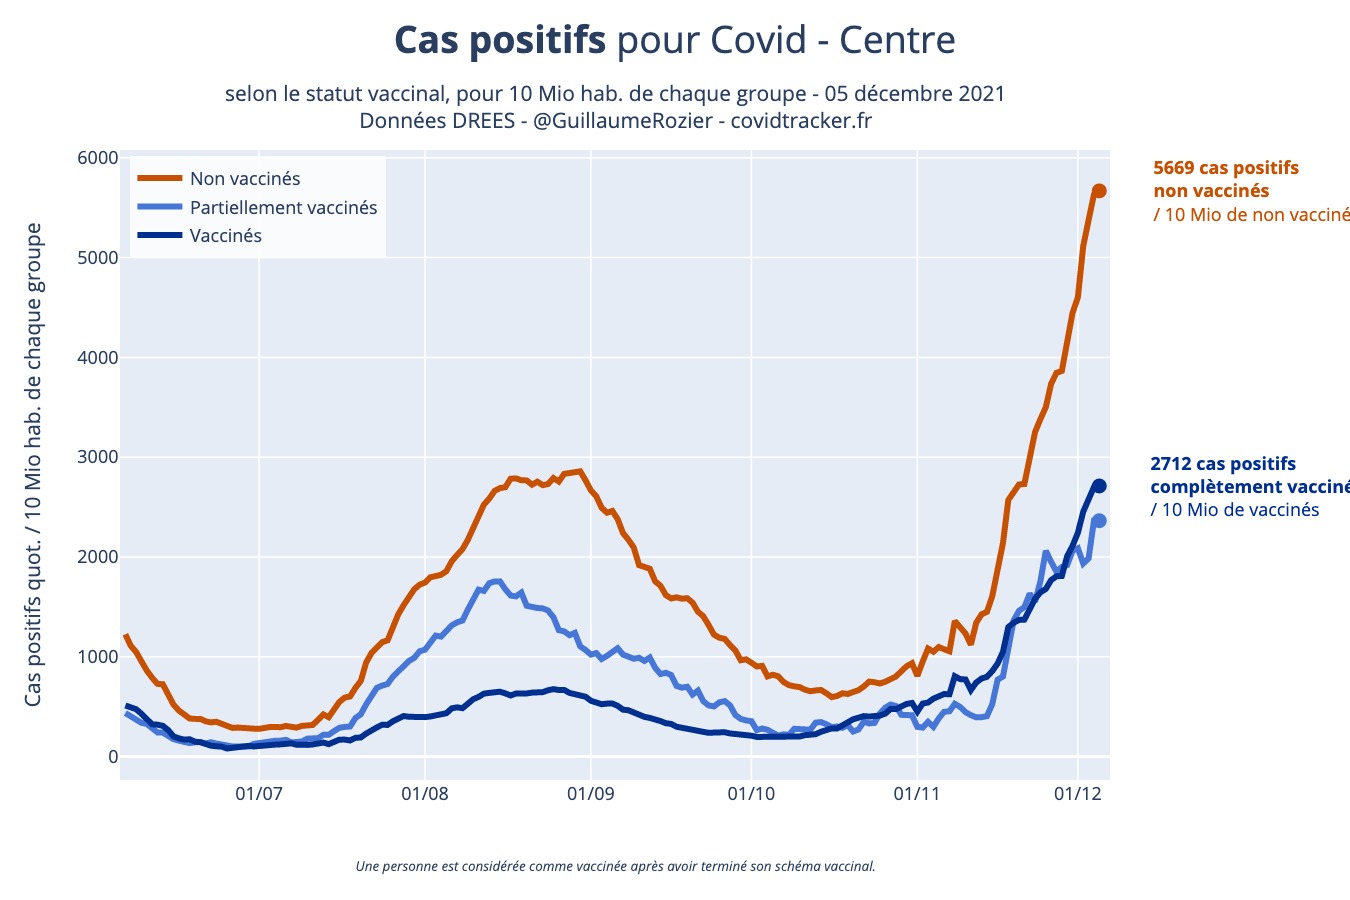 Cas positifs pour Covid - Centre
selon le statut vaccinal, pour 10 Mio hab. de chaque groupe - 05 décembre 2021
Données DREES - @GuillaumeRozier - covidtracker.fr
Cas positifs quot. / 10 Mio hab. de chaque groupe
6000
5000
4000
3000
2000
1000
0
Non vaccinés
Partiellement vaccinés
Vaccinés
5669 cas positifs
non vaccinés
/ 10 Mio de non vacciné
2712 cas positifs
complètement vacciné
/ 10 Mio de vaccinés
01/07
01/08
01/09
01/10
01/11
01/12
Une personne est considérée comme vaccinée après avoir terminé son schéma vaccinal.